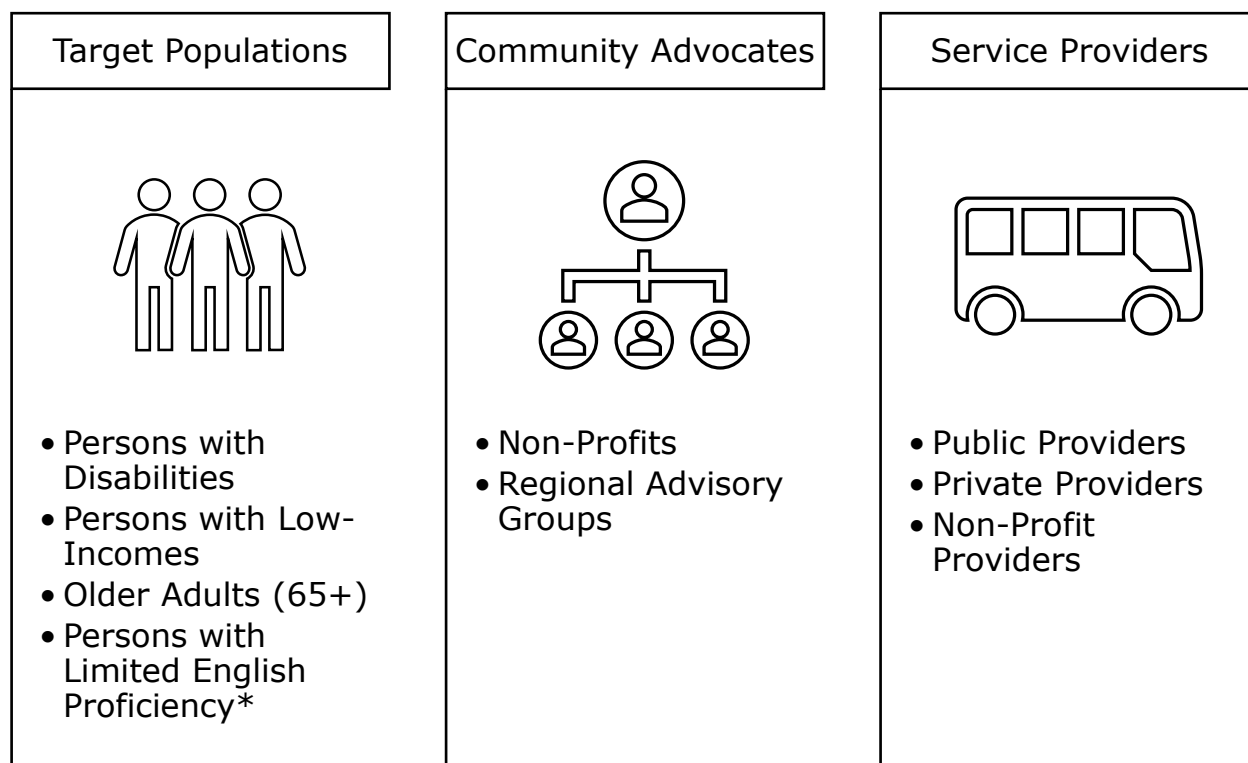 Target Populations
• Persons with
Disabilities
• Persons with Low-
Incomes
• Older Adults (65+)
• Persons with
Limited English
Proficiency*
Community Advocates
• Non-Profits
• Regional Advisory
Groups
Service Providers
• Public Providers
• Private Providers
• Non-Profit
Providers